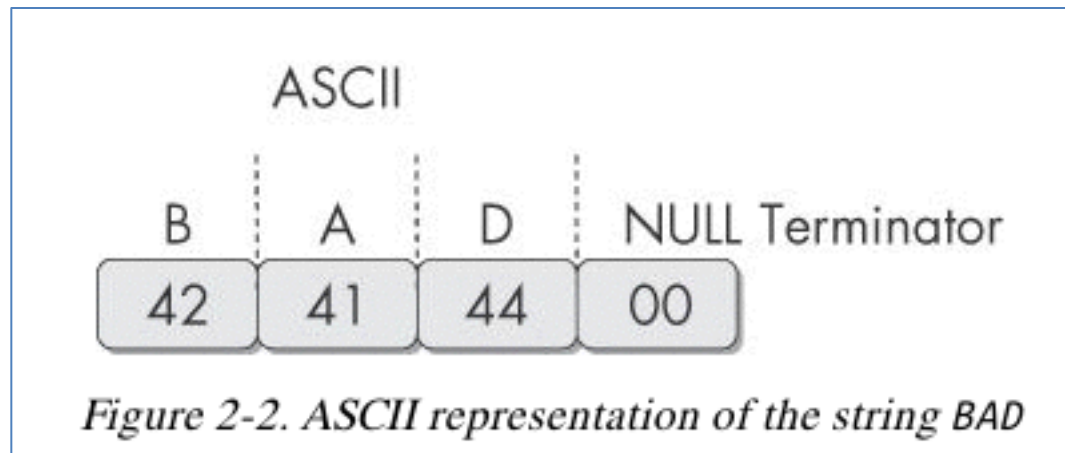 ASCII
B A D NULL Terminator
42 41 44 00
Figure 2-2. ASCII representation of the string BAD